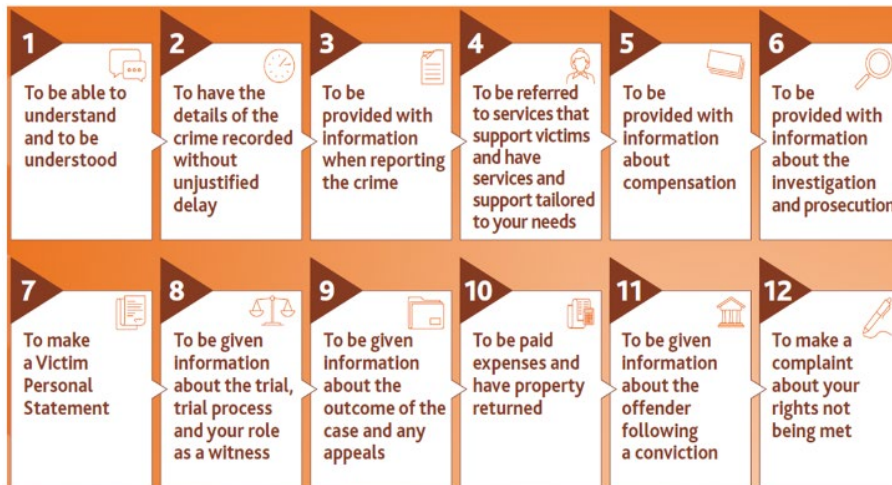 1
To be able to
understand
and to be
understood
2
To have the
details of the
crime recorded
without
unjustified
delay
3
To be
provided with
information
when reporting
the crime
4
To be referred
to services that
support victims
and have
services and
support tailored
to your needs
5
To be
provided with
information
about
compensation
6
To be
provided with
information
about the
investigation
and prosecution
7
To make
a Victim
Personal
Statement
8
To be given
information
about the trial,
trial process
and your role
as a witness
9
To be given
information
about the
outcome of the
case and any
appeals
10
To be paid
expenses and
have property
returned
11
To be given
information
about the
offender
following
a conviction
12
To make a
complaint
about your
rights not
being met